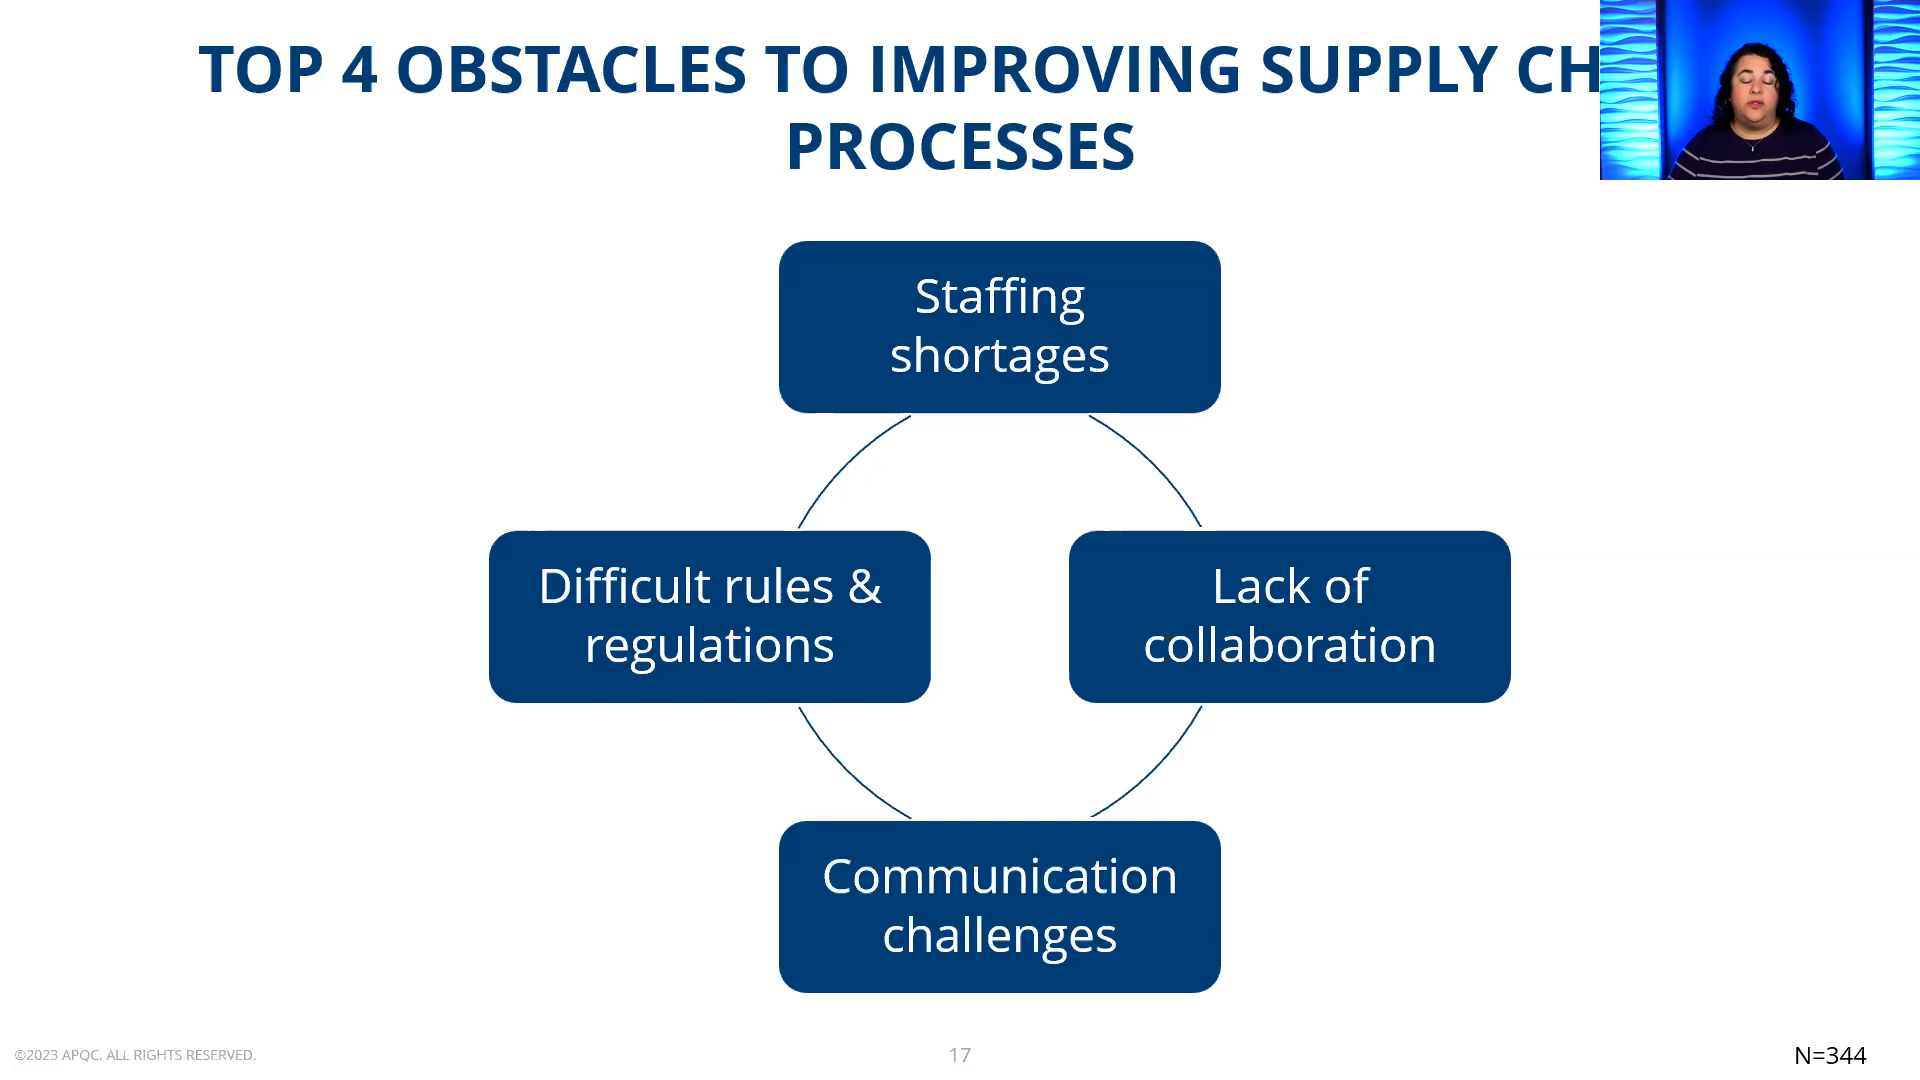 TOP 4 OBSTACLES TO IMPROVING SUPPLY CH
PROCESSES
Staffing
shortages
Difficult rules &
regulations
Lack of
collaboration
Communication
challenges
©2023 APQC. ALL RIGHTS RESERVED.
17
N=344